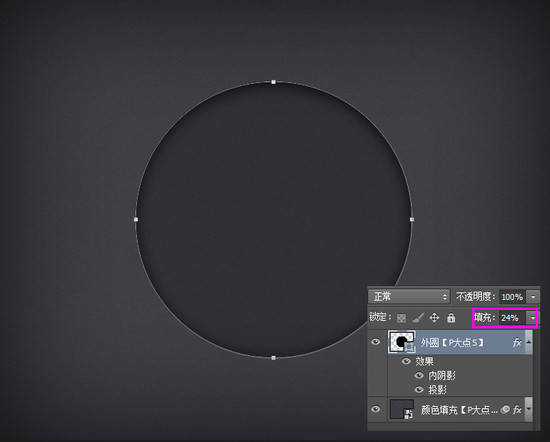 正常 不透明度: 100%
锁定: 填充: 24%
外圈【P大点S】 fx
效果
内阴影
投影
颜色填充【P大点... fx